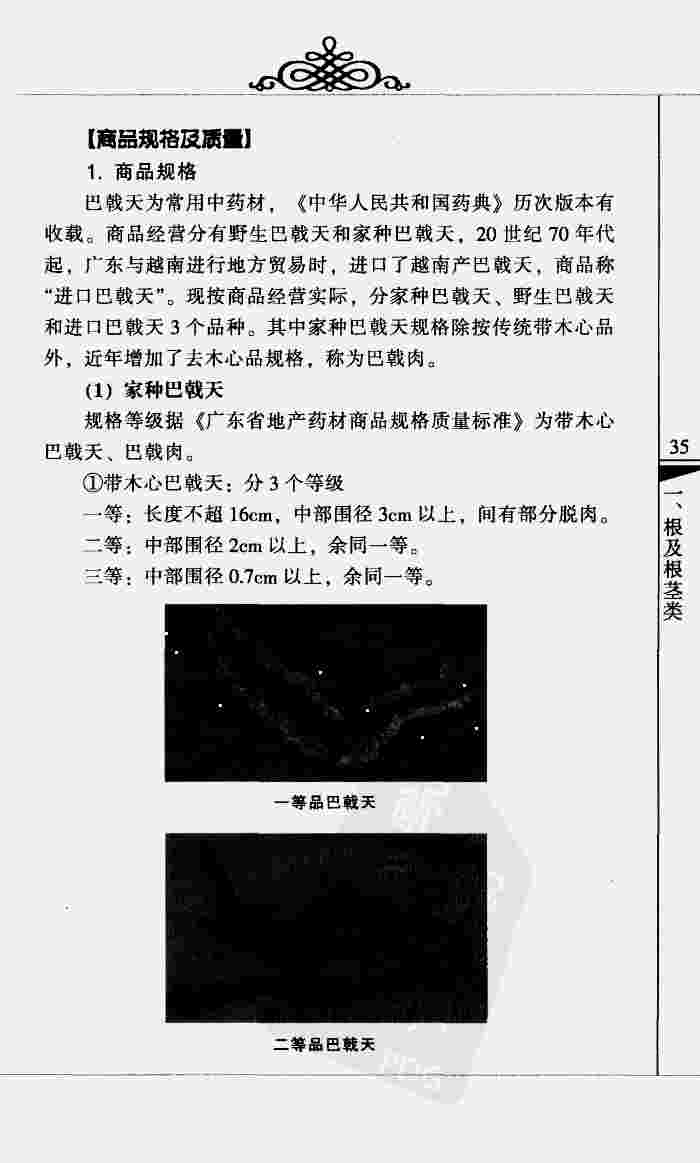 【商品规格及质量】
1. 商品规格
巴戟天为常用中药材，《中华人民共和国药典》历次版本有
收载。商品经营分有野生巴戟天和家种巴戟天，20 世纪 70 年代
起，广东与越南进行地方贸易时，进口了越南产巴戟天，商品称
“进口巴戟天”。现按商品经营实际，分家种巴戟天、野生巴戟天
和进口巴戟天 3 个品种。其中家种巴戟天规格除按传统带木心品
外，近年增加了去木心品规格，称为巴戟肉。
(1) 家种巴戟天
规格等级据《广东省地产药材商品规格质量标准》为带木心
巴戟天、巴戟肉。
①带木心巴戟天：分 3 个等级
一等：长度不超 16cm，中部围径 3cm 以上，间有部分脱肉。
二等：中部围径 2cm 以上，余同一等。
三等：中部围径 0.7cm 以上，余同一等。
一等品巴戟天
二等品巴戟天
35
一、根及根茎类
PDG